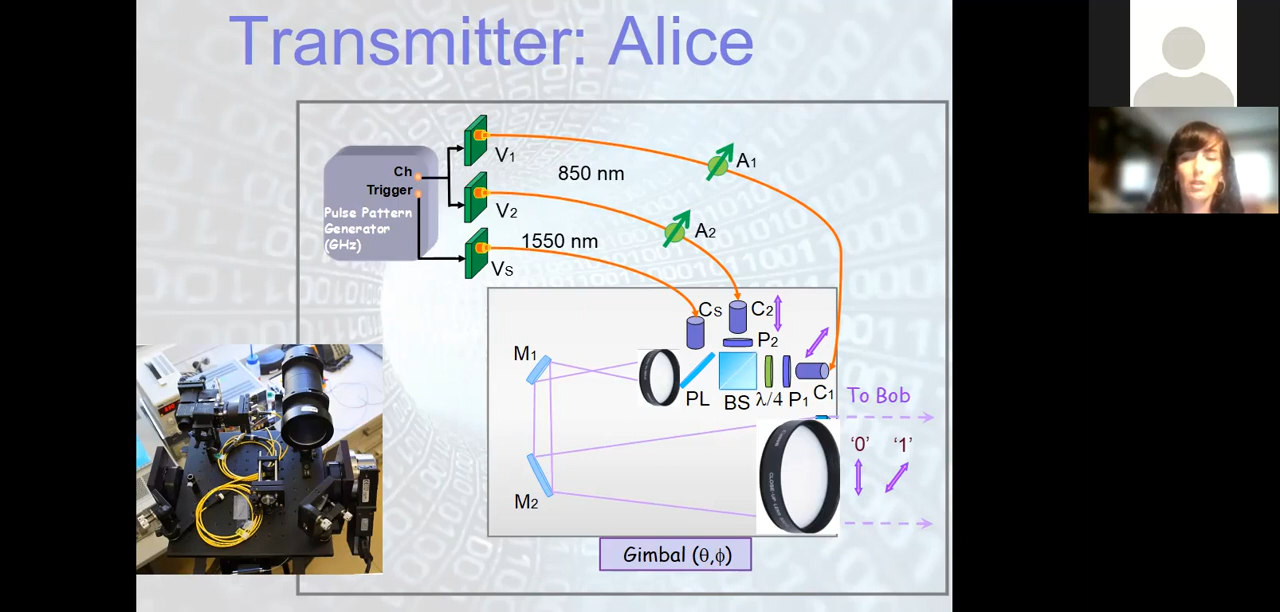 Transmitter: Alice
Ch
Trigger
Pulse Pattern
Generator
(GHz)
V1
V2
VS
850 nm
1550 nm
A1
A2
CS
C2
P2
M1
PL
BS
λ/4
P1
C1
To Bob
‘0’
‘1’
M2
Gimbal (θ,ϕ)